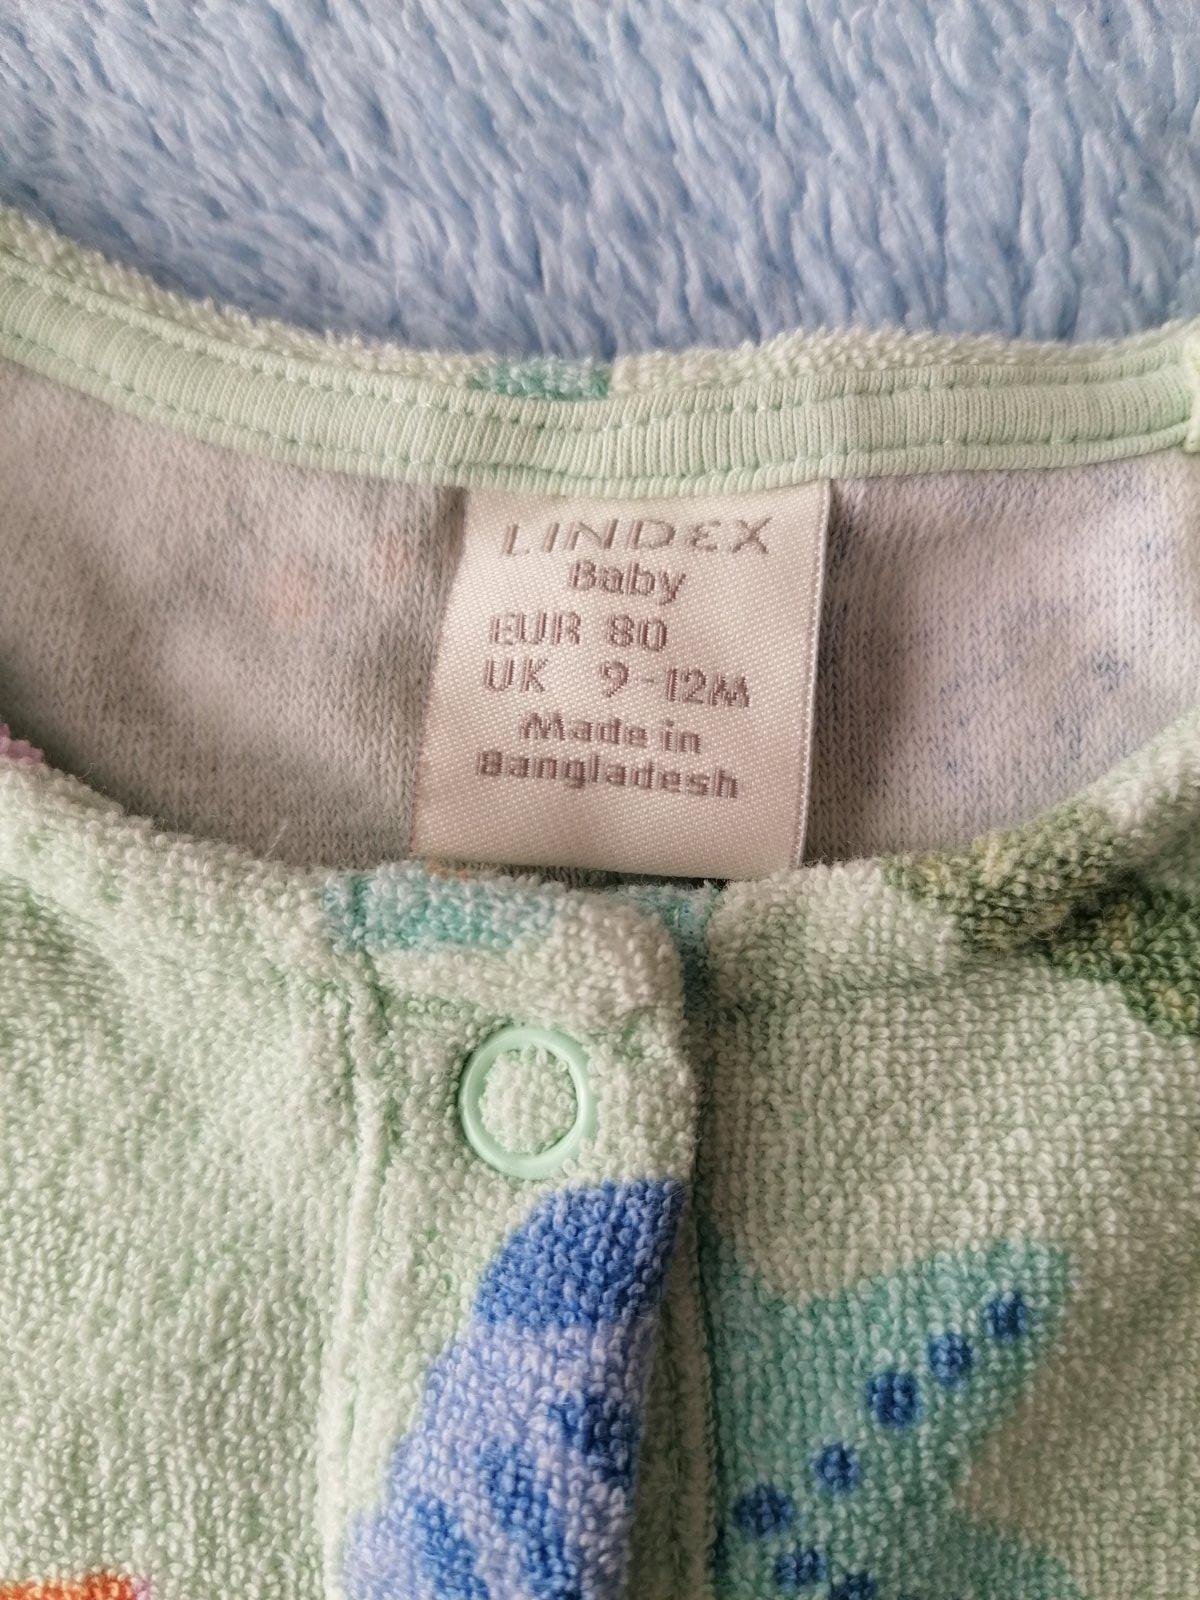 LINDEX
Baby
EUR 80
UK 9-12M
Made in
Bangladesh